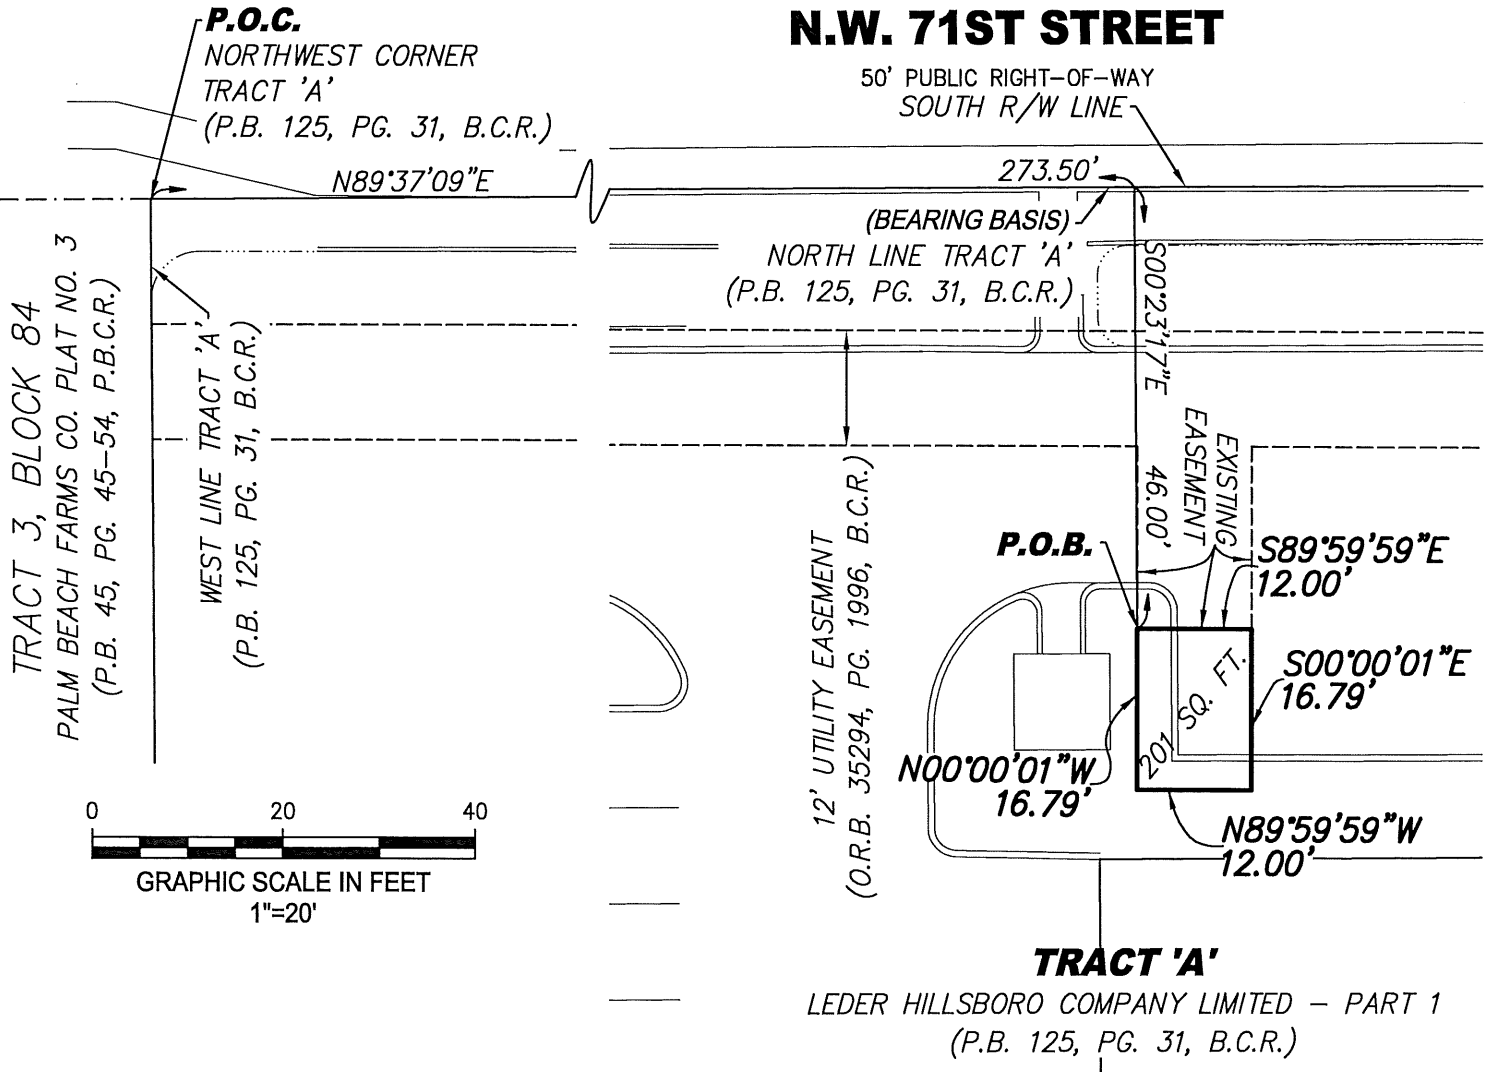 P.O.C.
NORTHWEST CORNER
TRACT 'A'
(P.B. 125, PG. 31, B.C.R.)
N.W. 71ST STREET
50' PUBLIC RIGHT-OF-WAY
SOUTH R/W LINE
N89°37'09"E
273.50'
(BEARING BASIS)
NORTH LINE TRACT 'A'
(P.B. 125, PG. 31, B.C.R.)
S00°23'17"E
46.00'
TRACT 3, BLOCK 84
PALM BEACH FARMS CO. PLAT NO. 3
(P.B. 45, PG. 45-54, P.B.C.R.)
WEST LINE TRACT 'A'
(P.B. 125, PG. 31, B.C.R.)
12' UTILITY EASEMENT
(O.R.B. 35294, PG. 1996, B.C.R.)
EXISTING
EASEMENT
P.O.B.
S89°59'59"E
12.00'
S00°00'01"E
16.79'
201 SQ. FT.
N00°00'01"W
16.79'
N89°59'59"W
12.00'
0 20 40
GRAPHIC SCALE IN FEET
1"=20'
TRACT 'A'
LEDER HILLSBORO COMPANY LIMITED - PART 1
(P.B. 125, PG. 31, B.C.R.)